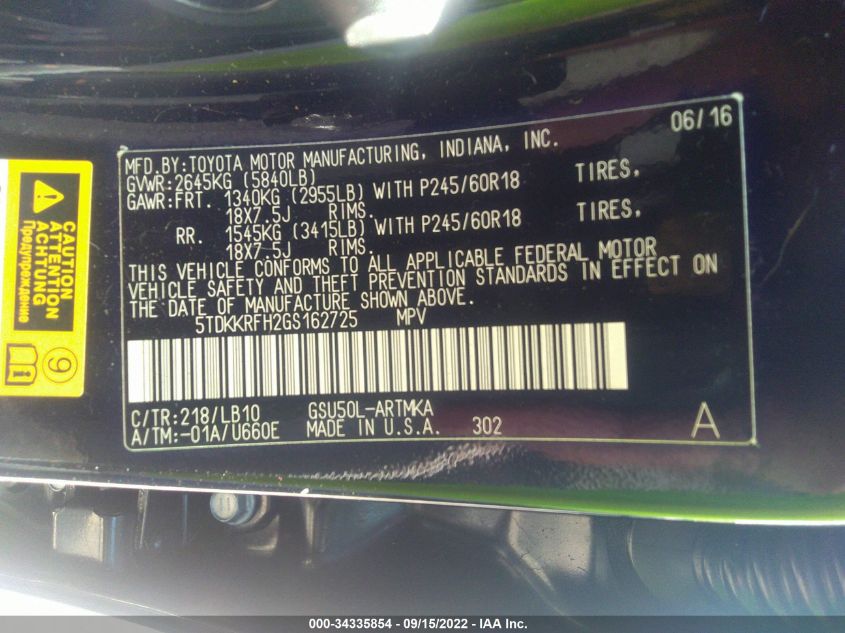 06/16
MFD.BY:TOYOTA MOTOR MANUFACTURING, INDIANA, INC.
GVWR:2645KG (5840LB)
GAWR:FRT. 1340KG (2955LB) WITH P245/60R18 TIRES,
18X7.5J RIMS.
RR. 1545KG (3415LB) WITH P245/60R18 TIRES,
18X7.5J RIMS.
THIS VEHICLE CONFORMS TO ALL APPLICABLE FEDERAL MOTOR
VEHICLE SAFETY AND THEFT PREVENTION STANDARDS IN EFFECT ON
THE DATE OF MANUFACTURE SHOWN ABOVE.
5TDKKRFH2GS162725 MPV
C/TR:218/LB10 GSU50L-ARTMKA
A/TM:-01A/U660E MADE IN U.S.A. 302 A
CAUTION
ATTENTION
ACHTUNG
Предупреждение
9
000-34335854 - 09/15/2022 - IAA Inc.